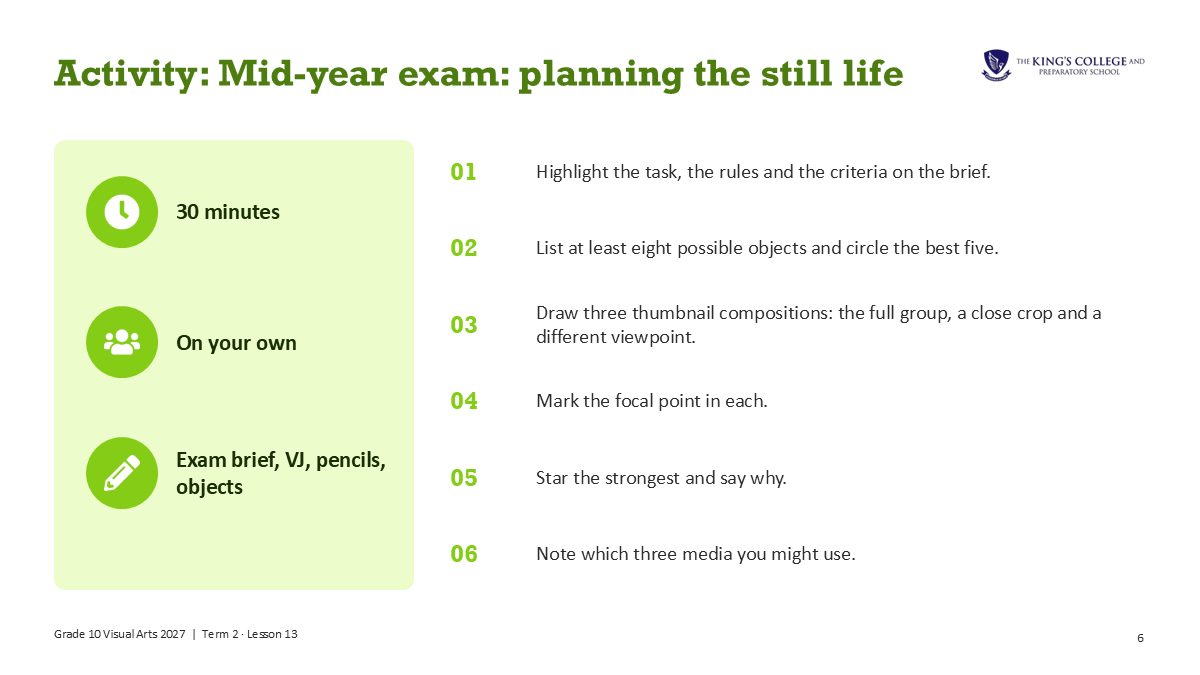 Activity: Mid-year exam: planning the still life
THE KING'S COLLEGE AND
PREPARATORY SCHOOL
30 minutes
On your own
Exam brief, VJ, pencils,
objects
01
Highlight the task, the rules and the criteria on the brief.
02
List at least eight possible objects and circle the best five.
03
Draw three thumbnail compositions: the full group, a close crop and a
different viewpoint.
04
Mark the focal point in each.
05
Star the strongest and say why.
06
Note which three media you might use.
Grade 10 Visual Arts 2027 | Term 2 · Lesson 13
6